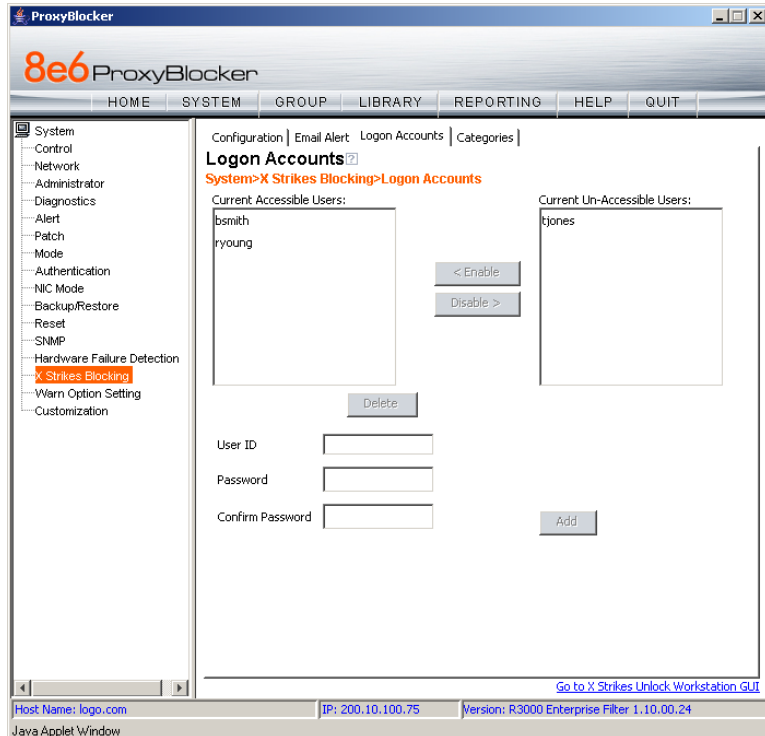 ProxyBlocker
8e6 ProxyBlocker
HOME SYSTEM GROUP LIBRARY REPORTING HELP QUIT
System
Control
Network
Administrator
Diagnostics
Alert
Patch
Mode
Authentication
NIC Mode
Backup/Restore
Reset
SNMP
Hardware Failure Detection
X Strikes Blocking
Warn Option Setting
Customization
Configuration Email Alert Logon Accounts Categories
Logon Accounts ?
System>X Strikes Blocking>Logon Accounts
Current Accessible Users:
bsmith
ryoung
< Enable
Disable >
Current Un-Accessible Users:
tjones
Delete
User ID
Password
Confirm Password
Add
Go to X Strikes Unlock Workstation GUI
Host Name: logo.com IP: 200.10.100.75 Version: R3000 Enterprise Filter 1.10.00.24
Java Applet Window